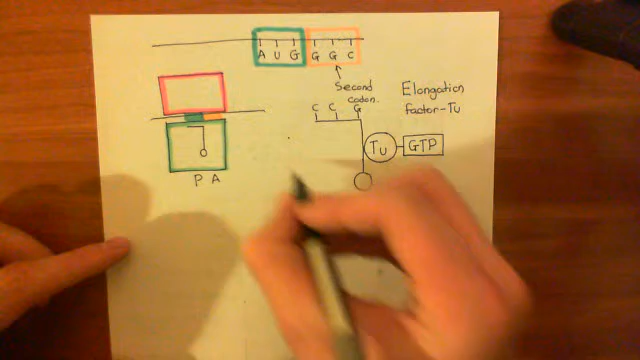 A U G G G C
Second
codon.
Elongation
factor-Tu
C C G
Tu GTP
P A